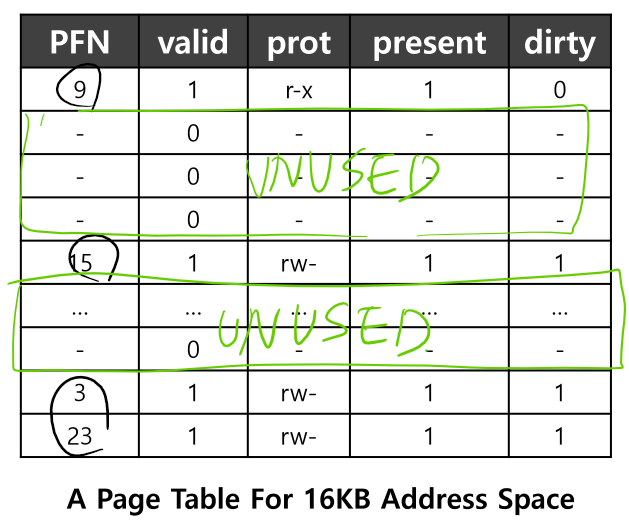 PFN valid prot present dirty
9 1 r-x 1 0
- 0 - - -
- 0 - - -
UNUSED
- 0 - - -
15 1 rw- 1 1
... ... ... ... ...
UNUSED
- 0 - - -
3 1 rw- 1 1
23 1 rw- 1 1
A Page Table For 16KB Address Space